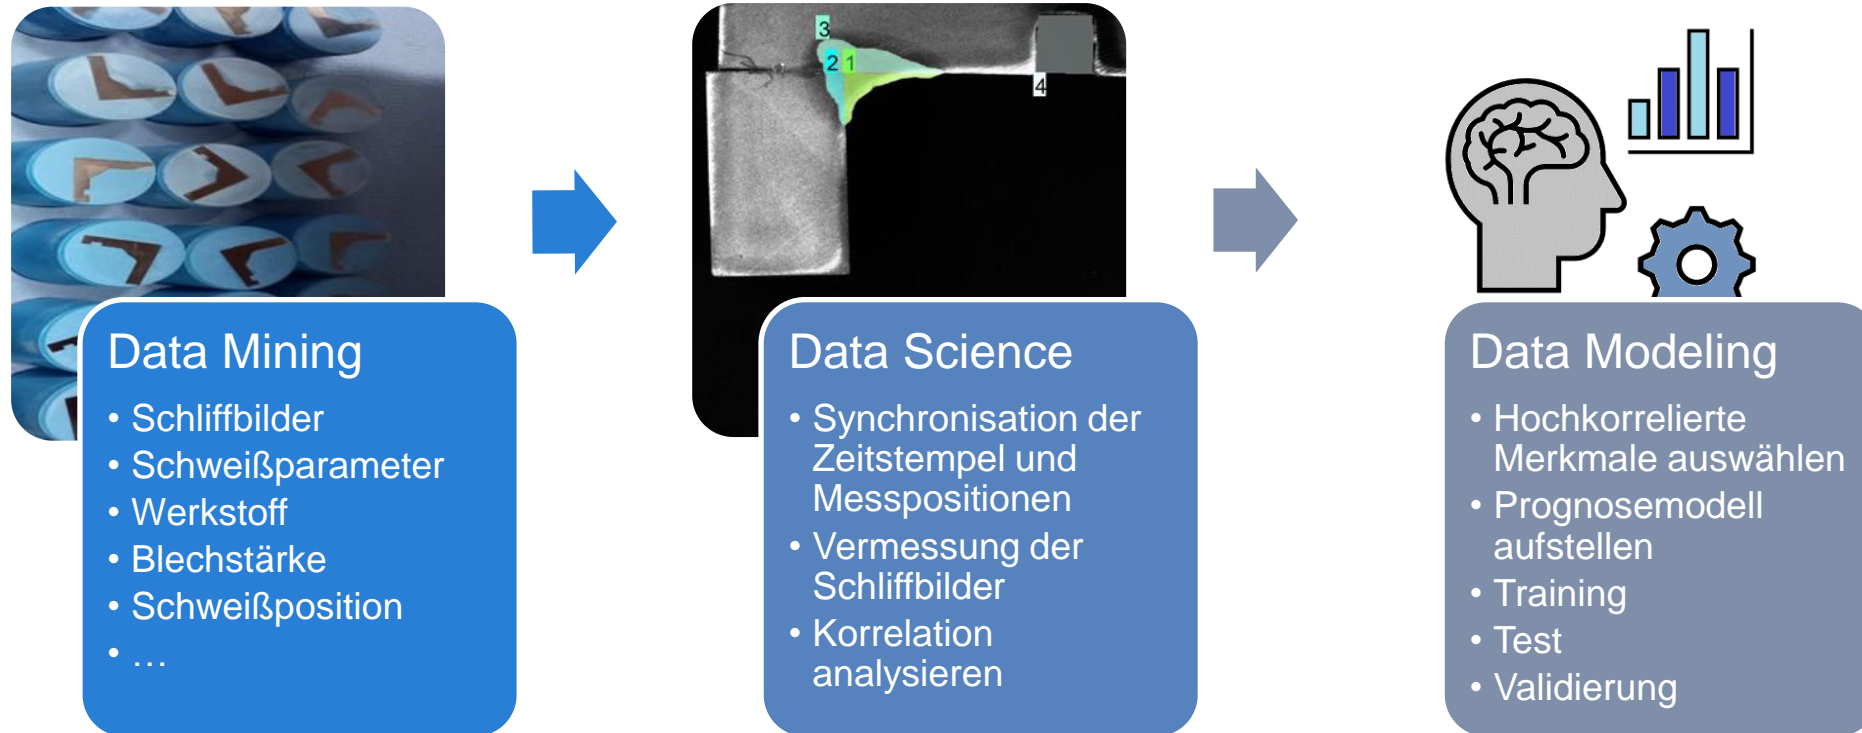 3
2 1
4
Data Mining
• Schliffbilder
• Schweißparameter
• Werkstoff
• Blechstärke
• Schweißposition
• …
Data Science
• Synchronisation der
Zeitstempel und
Messpositionen
• Vermessung der
Schliffbilder
• Korrelation
analysieren
Data Modeling
• Hochkorrelierte
Merkmale auswählen
• Prognosemodell
aufstellen
• Training
• Test
• Validierung